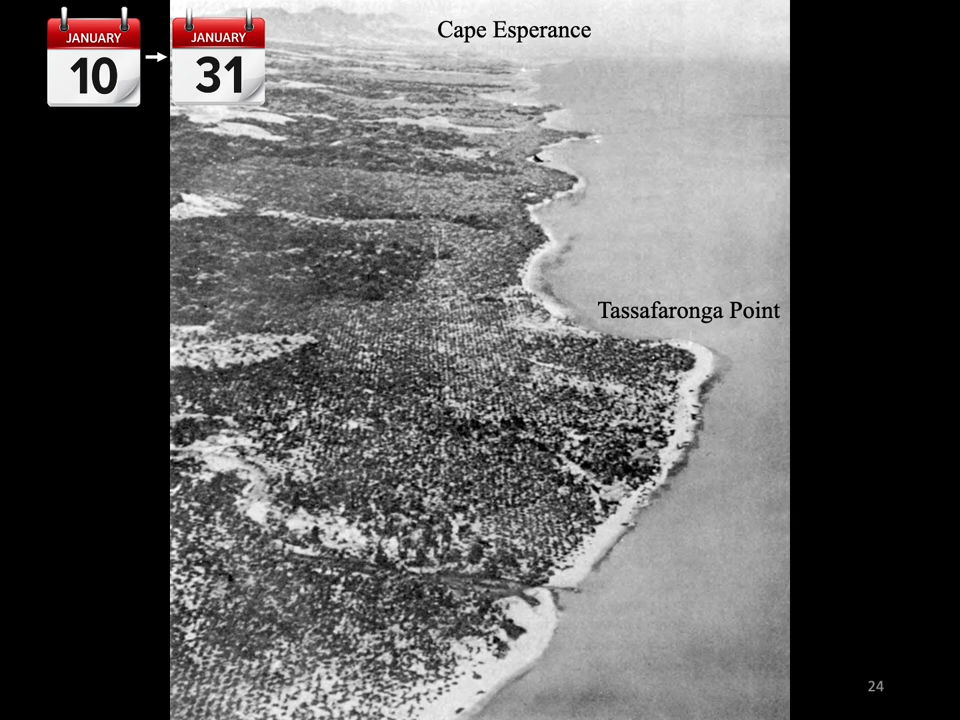 JANUARY
10
JANUARY
31
Cape Esperance
Tassafaronga Point
24